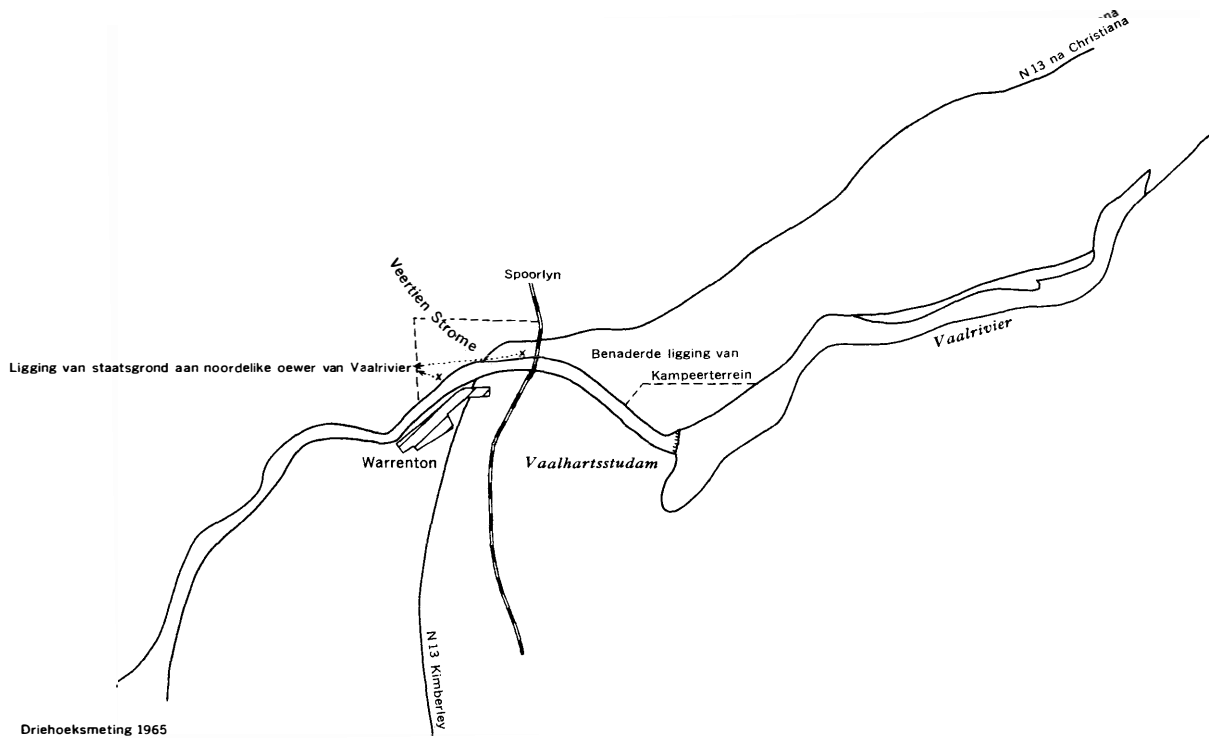 na
N 13 na Christiana
Veertien Strome
Spoorlyn
Vaalrivier
Benaderde ligging van
Ligging van staatsgrond aan noordelike oewer van Vaalrivier
Kampeerterrein
Warrenton
Vaalhartsstudam
N 13 Kimberley
Driehoeksmeting 1965